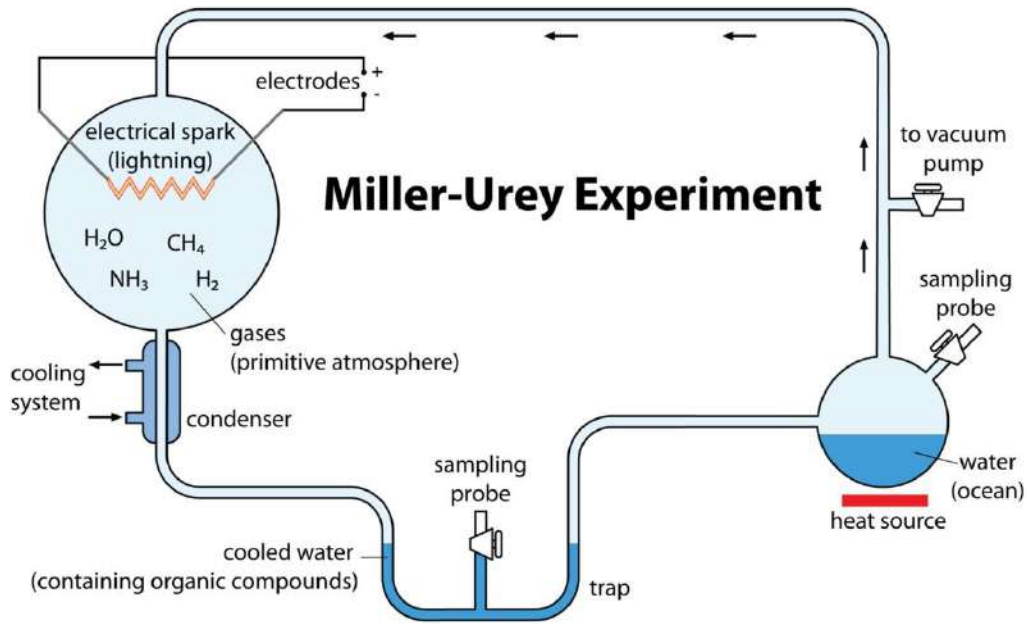 electrodes
+
-
electrical spark
(lightning)
to vacuum
pump
Miller-Urey Experiment
H₂O
CH₄
NH₃
H₂
sampling
probe
gases
(primitive atmosphere)
cooling
system
condenser
sampling
probe
water
(ocean)
heat source
cooled water
(containing organic compounds)
trap